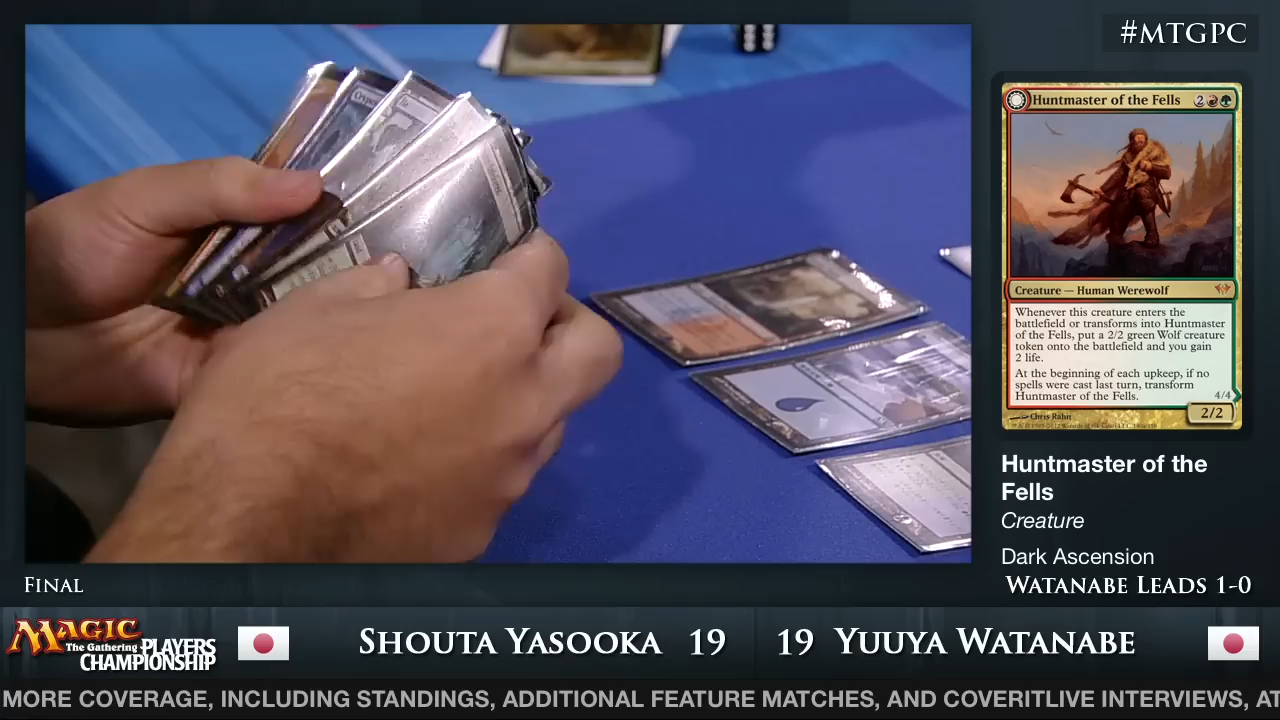 #MTGPC
Huntmaster of the Fells 2
Creature — Human Werewolf
Whenever this creature enters the
battlefield or transforms into Huntmaster
of the Fells, put a 2/2 green Wolf creature
token onto the battlefield and you gain
2 life.
At the beginning of each upkeep, if no
spells were cast last turn, transform
Huntmaster of the Fells.
4/4
2/2
Chris Rahn
Huntmaster of the
Fells
Creature
Dark Ascension
FINAL
WATANABE LEADS 1-0
MAGIC
The Gathering
PLAYERS
CHAMPIONSHIP
SHOUTA YASOOKA 19
19 YUUYA WATANABE
MORE COVERAGE, INCLUDING STANDINGS, ADDITIONAL FEATURE MATCHES, AND COVERITLIVE INTERVIEWS, AT